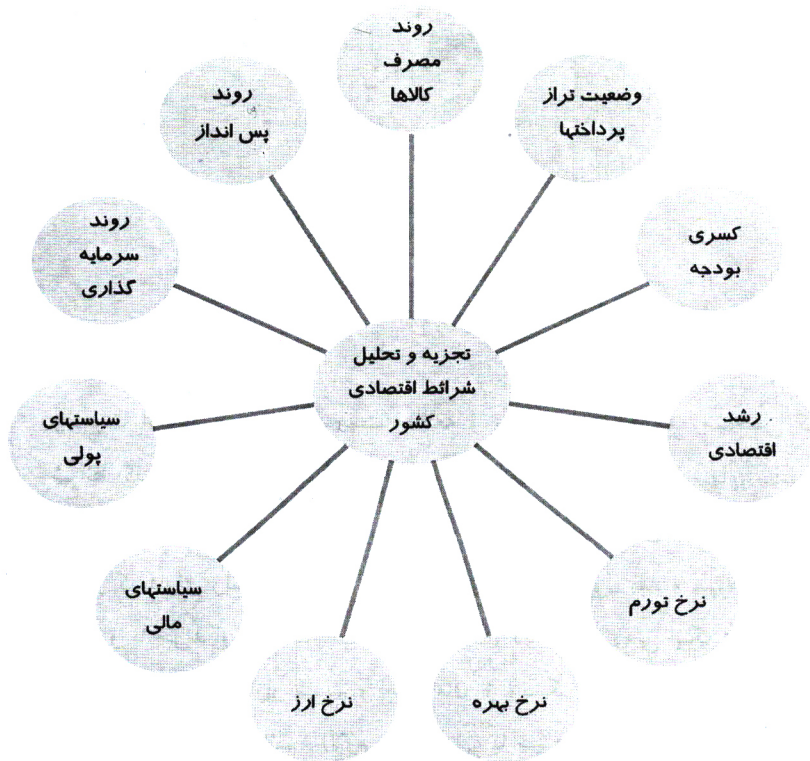 روند
مصرف
کالاها
وضعیت تراز
پرداختها
کسری
بودجه
رشد
اقتصادی
نرخ تورم
نرخ بهره
نرخ ارز
سیاستهای
مالی
سیاستهای
پولی
روند
سرمایه
گذاری
روند
پس انداز
تجزیه و تحلیل
شرائط اقتصادی
کشور